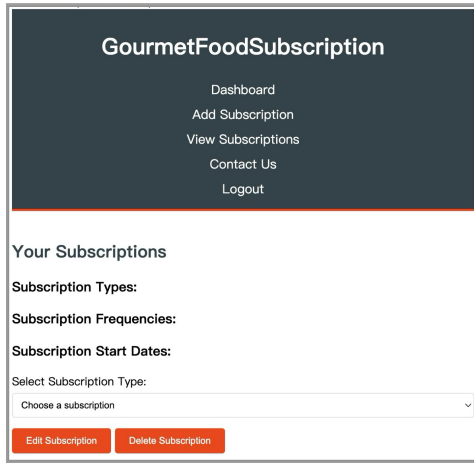 GourmetFoodSubscription
Dashboard
Add Subscription
View Subscriptions
Contact Us
Logout
Your Subscriptions
Subscription Types:
Subscription Frequencies:
Subscription Start Dates:
Select Subscription Type:
Choose a subscription
Edit Subscription Delete Subscription